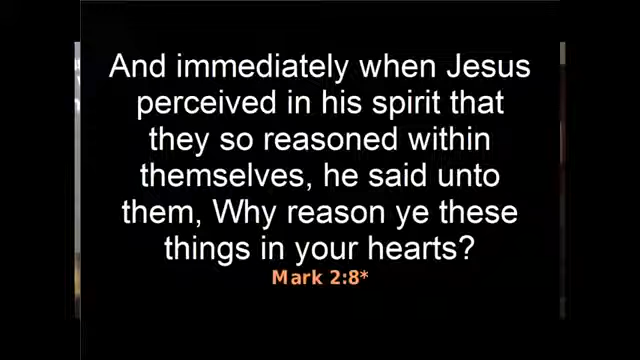 And immediately when Jesus
perceived in his spirit that
they so reasoned within
themselves, he said unto
them, Why reason ye these
things in your hearts?
Mark 2:8*